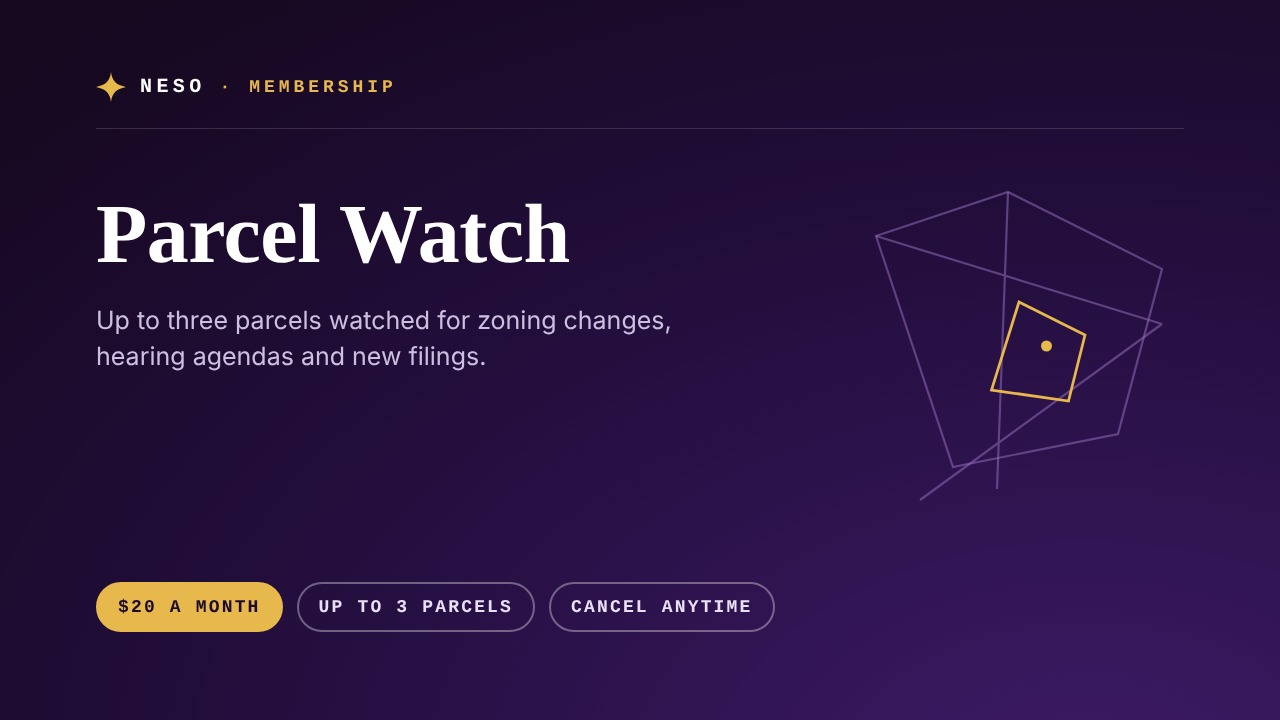 NESO · MEMBERSHIP
Parcel Watch
Up to three parcels watched for zoning changes,
hearing agendas and new filings.
$20 A MONTH
UP TO 3 PARCELS
CANCEL ANYTIME